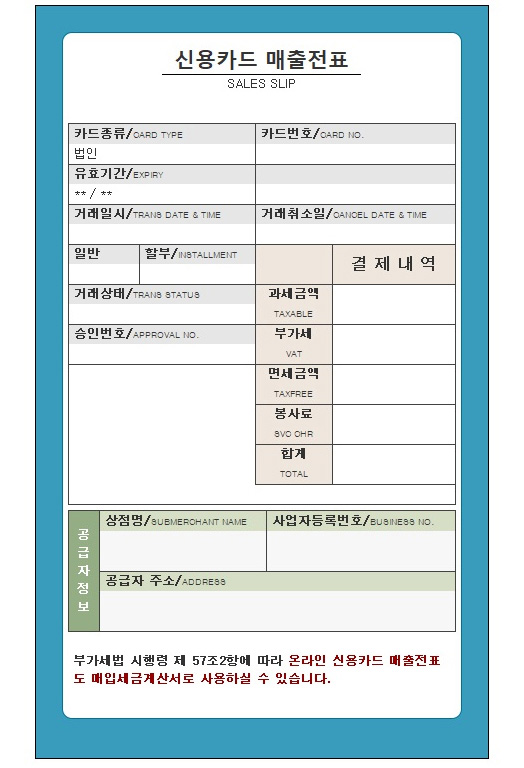 신용카드 매출전표
SALES SLIP
카드종류/CARD TYPE 카드번호/CARD NO.
법인
유효기간/EXPIRY
** / **
거래일시/TRANS DATE & TIME 거래취소일/CANCEL DATE & TIME
일반 할부/INSTALLMENT
결 제 내 역
거래상태/TRANS STATUS 과세금액
TAXABLE
승인번호/APPROVAL NO. 부가세
VAT
면세금액
TAXFREE
봉사료
SVC CHR
합계
TOTAL
공급자정보
상점명/SUBMERCHANT NAME 사업자등록번호/BUSINESS NO.
공급자 주소/ADDRESS
부가세법 시행령 제 57조2항에 따라 온라인 신용카드 매출전표
도 매입세금계산서로 사용하실 수 있습니다.